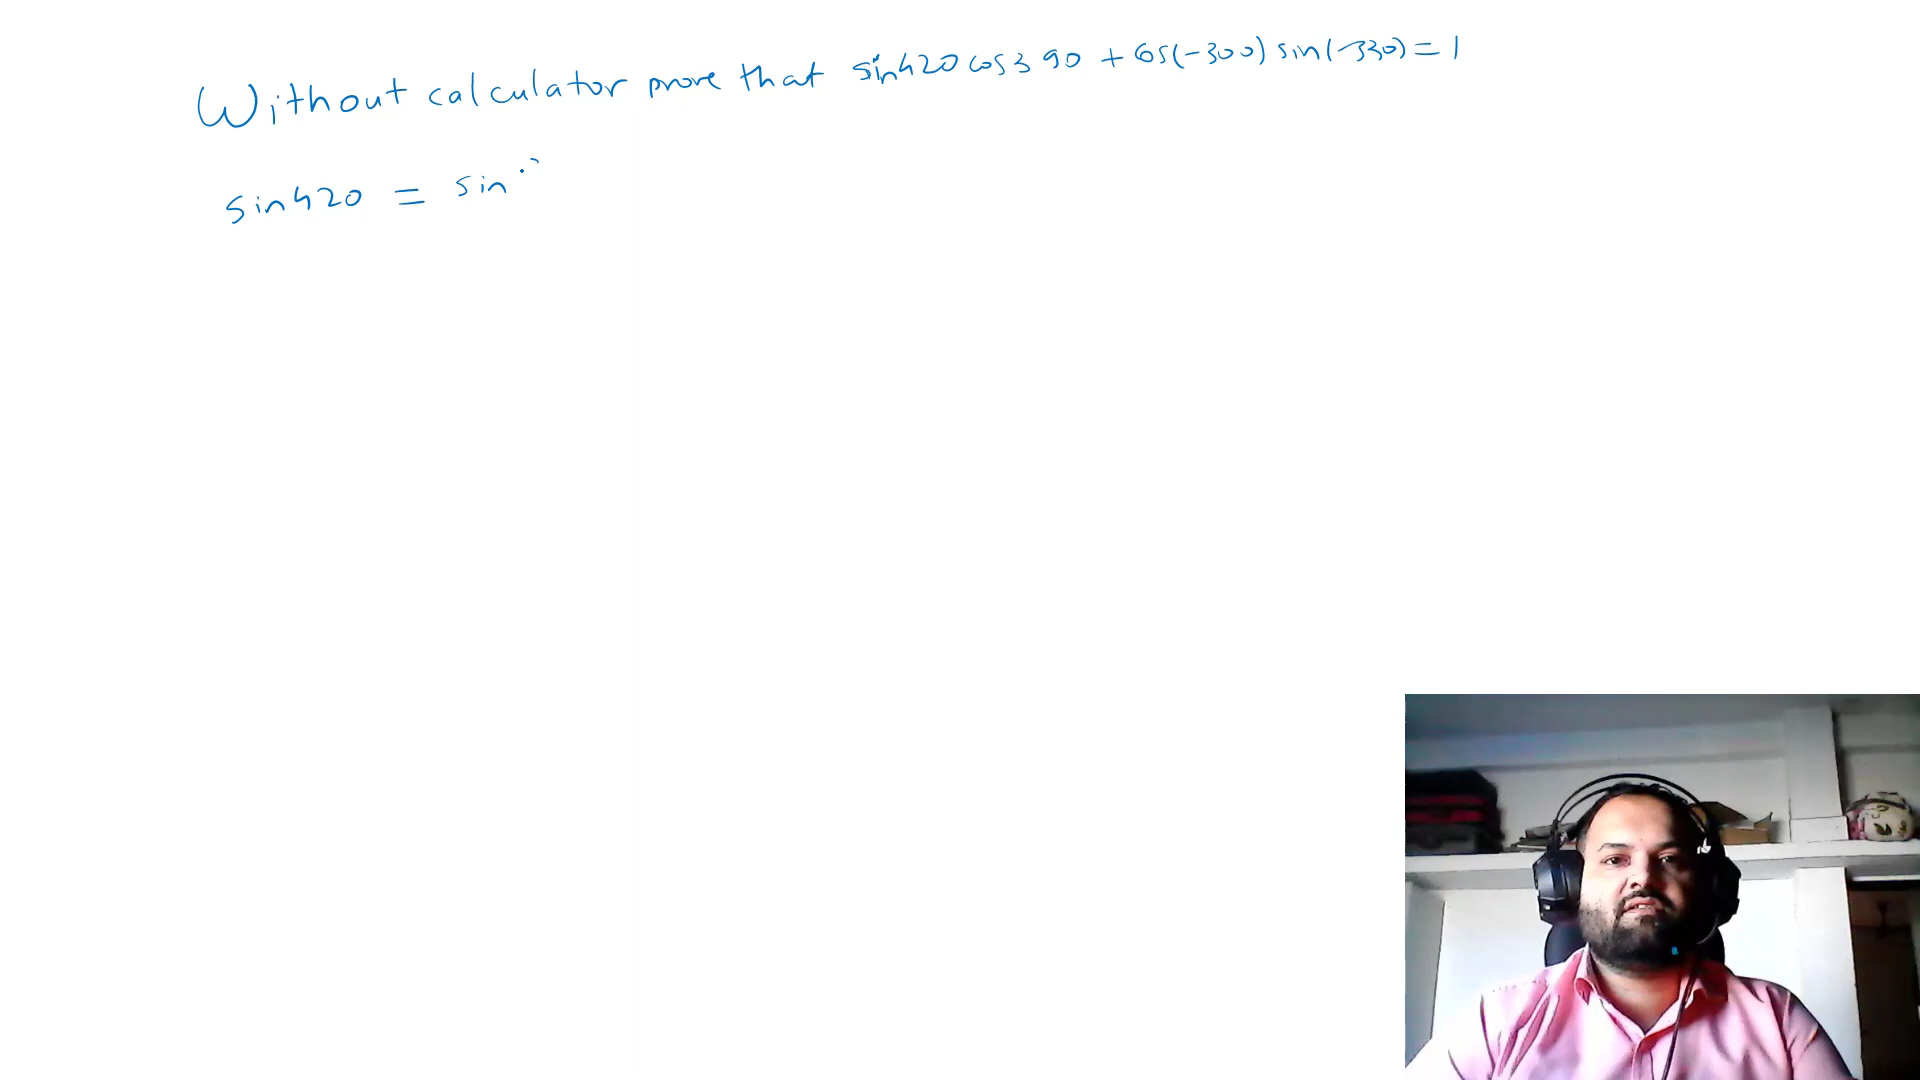 Without calculator prove that sin420 cos390 + cos(-300) sin(-330) = 1
sin420 = sin